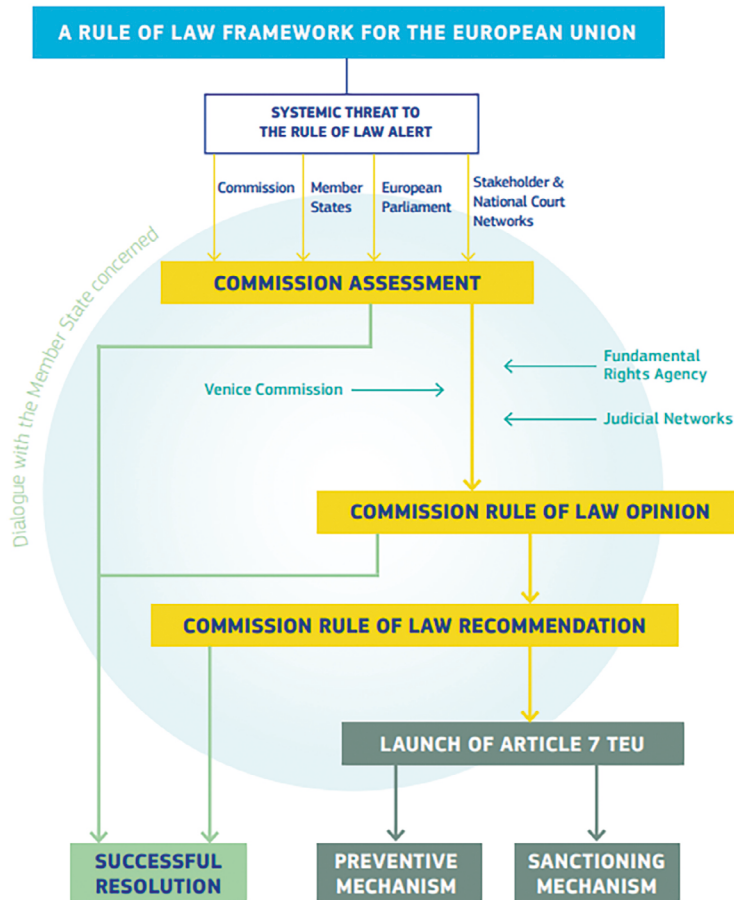 A RULE OF LAW FRAMEWORK FOR THE EUROPEAN UNION
SYSTEMIC THREAT TO
THE RULE OF LAW ALERT
Commission
Member
States
European
Parliament
Stakeholder &
National Court
Networks
Dialogue with the Member State concerned
COMMISSION ASSESSMENT
Fundamental
Rights Agency
Venice Commission
Judicial Networks
COMMISSION RULE OF LAW OPINION
COMMISSION RULE OF LAW RECOMMENDATION
LAUNCH OF ARTICLE 7 TEU
SUCCESSFUL
RESOLUTION
PREVENTIVE
MECHANISM
SANCTIONING
MECHANISM